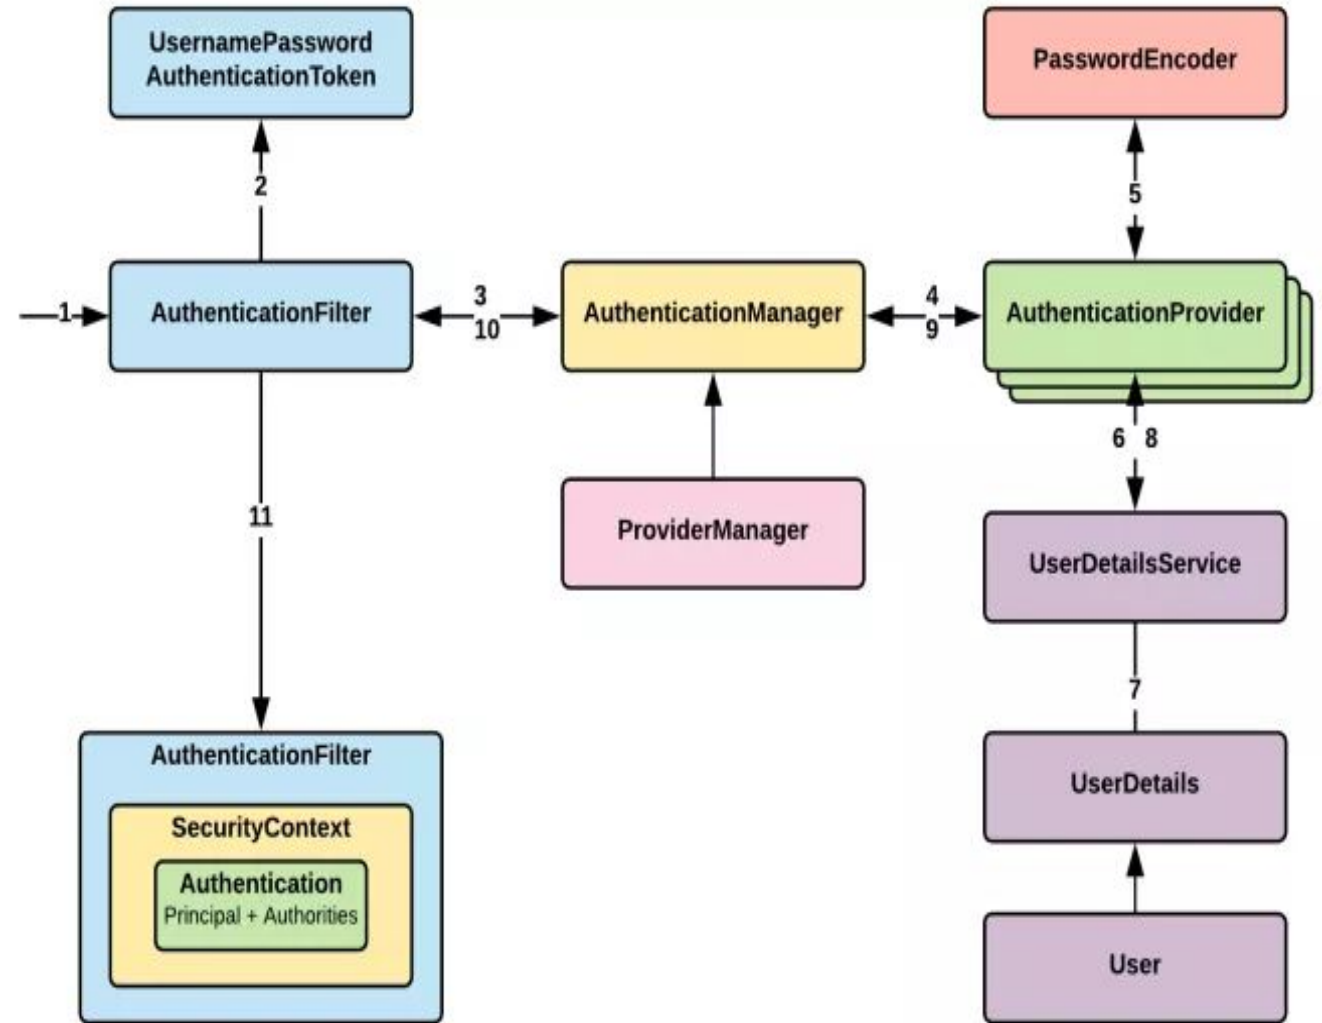 UsernamePassword
AuthenticationToken
PasswordEncoder
2
5
1
AuthenticationFilter
3
10
AuthenticationManager
4
9
AuthenticationProvider
6 8
11
ProviderManager
UserDetailsService
7
AuthenticationFilter
SecurityContext
Authentication
Principal + Authorities
UserDetails
User